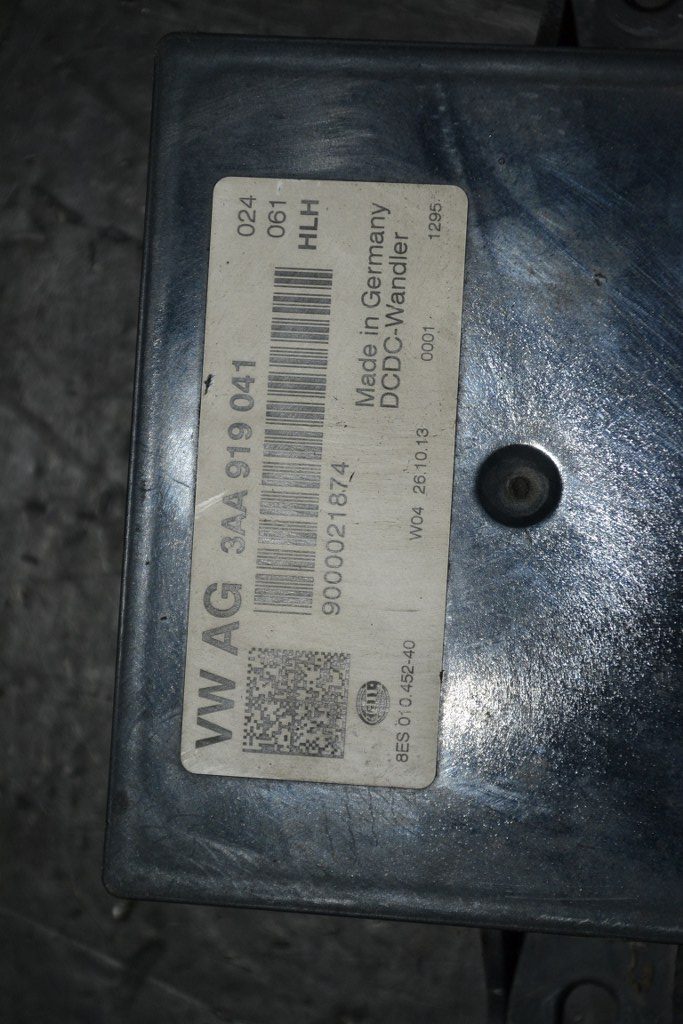 VW AG 3AA 919 041 024
061
HLH
9000021874
Made in Germany
DCDC-Wandler
HELLA
8ES 010.452-40 W04 26.10.13 0001 1295